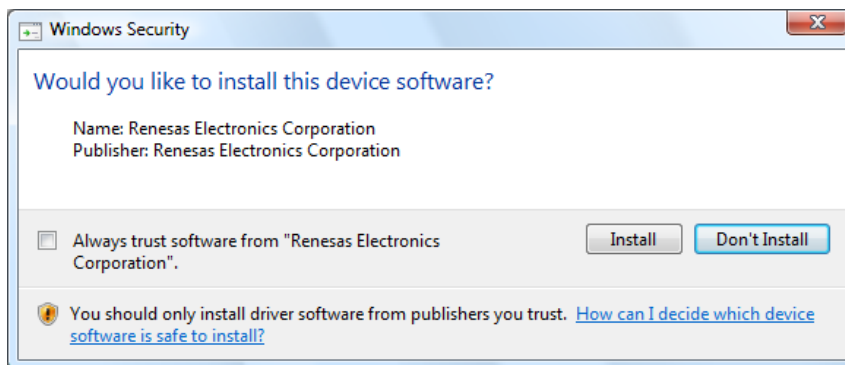 Windows Security
Would you like to install this device software?
Name: Renesas Electronics Corporation
Publisher: Renesas Electronics Corporation
Always trust software from "Renesas Electronics
Corporation".
Install
Don't Install
You should only install driver software from publishers you trust. How can I decide which device
software is safe to install?